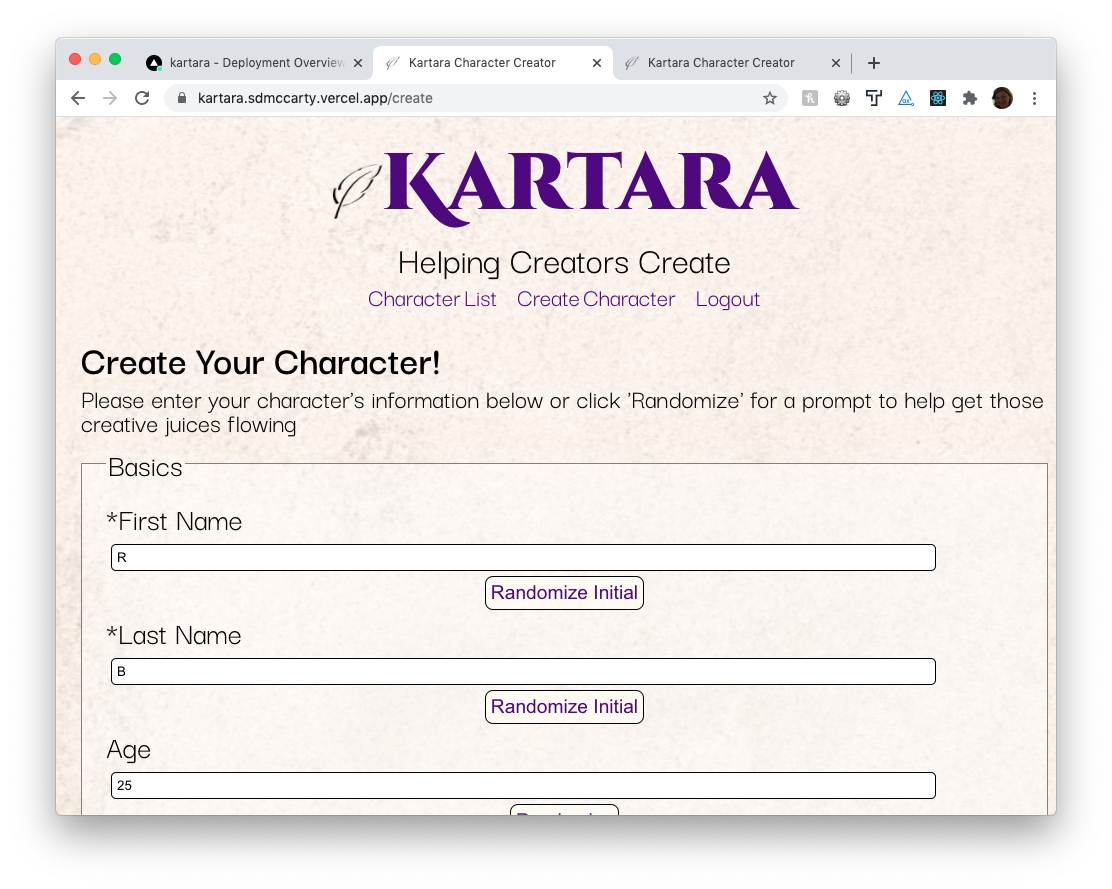 kartara - Deployment Overview
Kartara Character Creator
Kartara Character Creator
kartara.sdmccarty.vercel.app/create
KARTARA
Helping Creators Create
Character List Create Character Logout
Create Your Character!
Please enter your character's information below or click 'Randomize' for a prompt to help get those
creative juices flowing
Basics
*First Name
R
Randomize Initial
*Last Name
B
Randomize Initial
Age
25